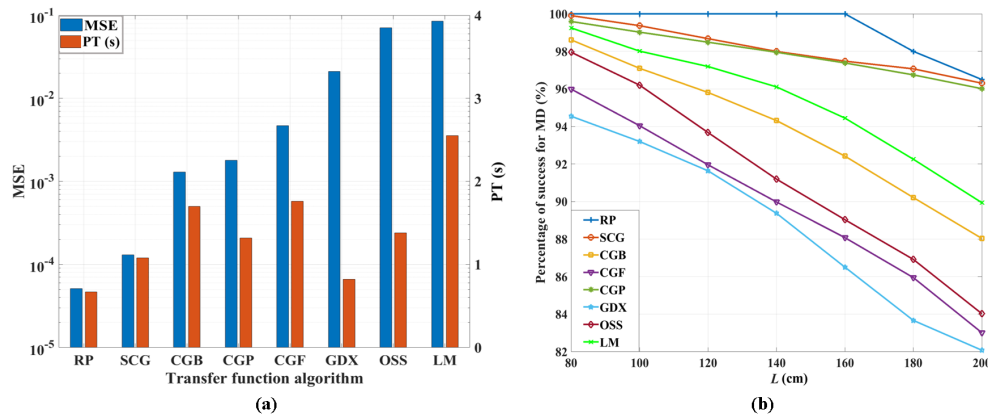 10⁻¹
10⁻²
10⁻³
10⁻⁴
10⁻⁵
MSE
MSE
PT (s)
4
3
2
1
0
PT (s)
RP SCG CGB CGP CGF GDX OSS LM
Transfer function algorithm
(a)
100
98
96
94
92
90
88
86
84
82
Percentage of success for MD (%)
RP
SCG
CGB
CGF
CGP
GDX
OSS
LM
80 100 120 140 160 180 200
L (cm)
(b)